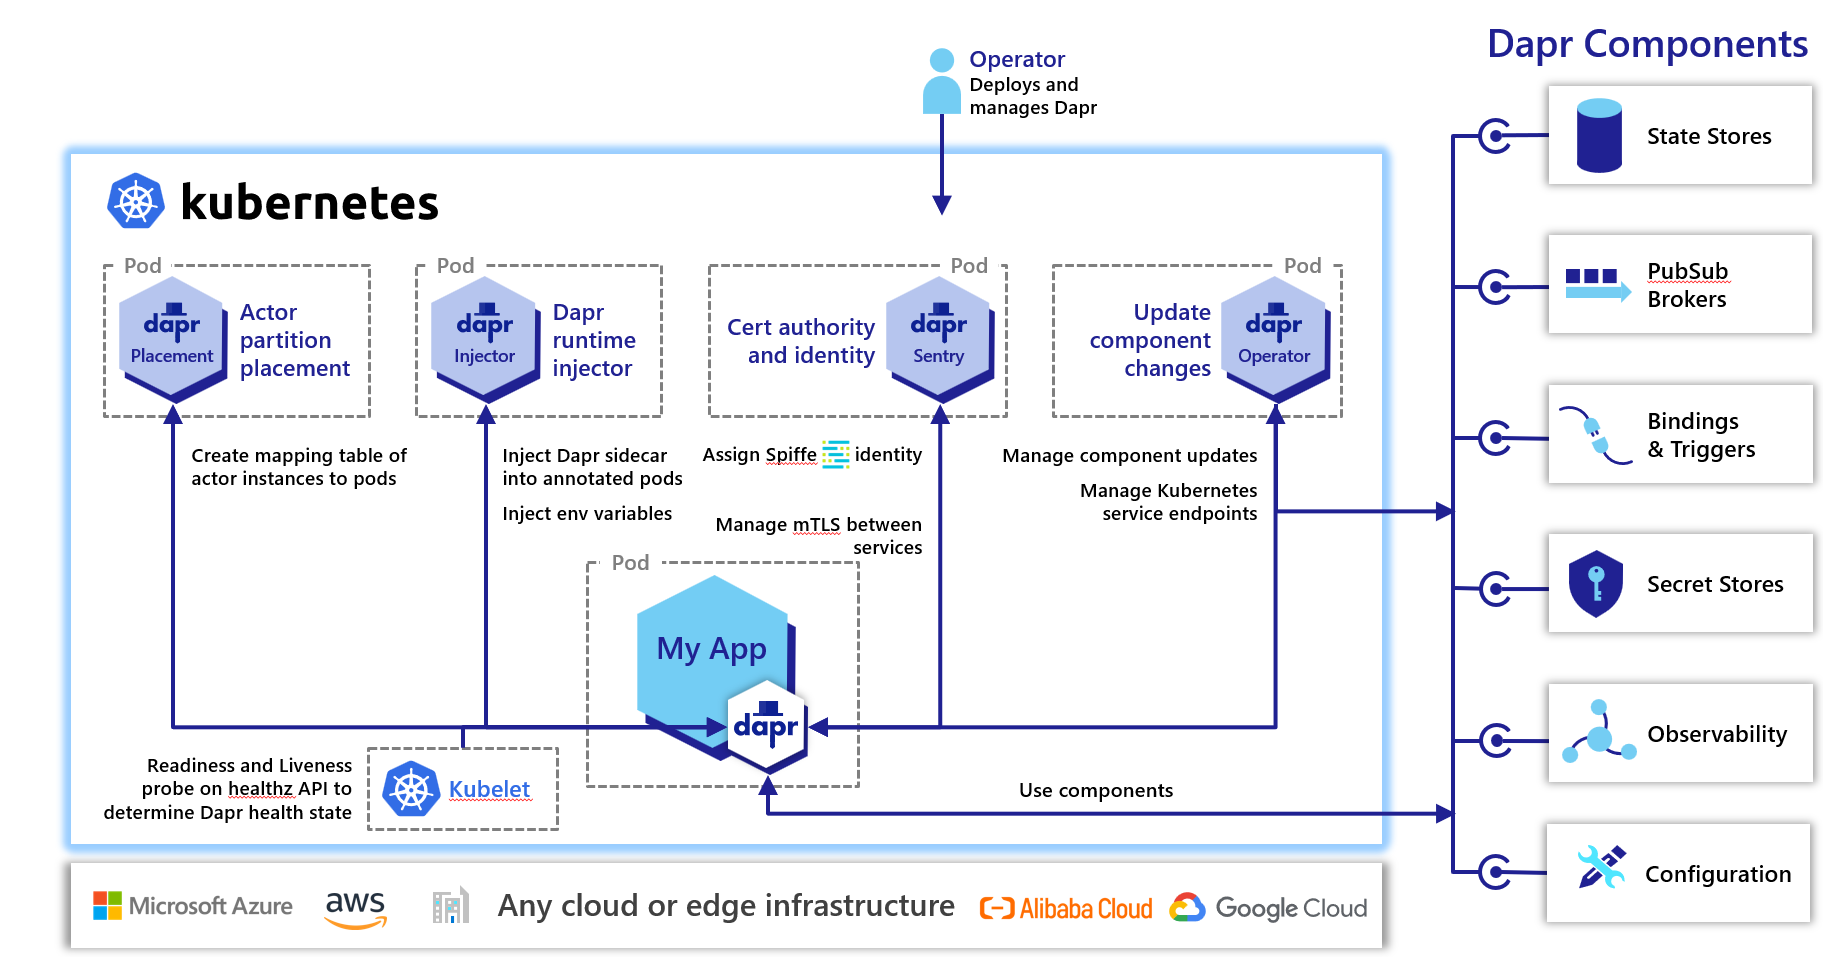 Dapr Components
Operator
Deploys and
manages Dapr
kubernetes
Pod
dapr
Placement
Actor
partition
placement
Pod
dapr
Injector
Dapr
runtime
injector
Pod
Cert authority
and identity
dapr
Sentry
Pod
Update
component
changes
dapr
Operator
Create mapping table of
actor instances to pods
Inject Dapr sidecar
into annotated pods
Inject env variables
Assign Spiffe identity
Manage mTLS between
services
Manage component updates
Manage Kubernetes
service endpoints
Pod
My App
dapr
Readiness and Liveness
probe on healthz API to
determine Dapr health state
Kubelet
Use components
State Stores
PubSub
Brokers
Bindings
& Triggers
Secret Stores
Observability
Configuration
Microsoft Azure
aws
Any cloud or edge infrastructure
Alibaba Cloud
Google Cloud